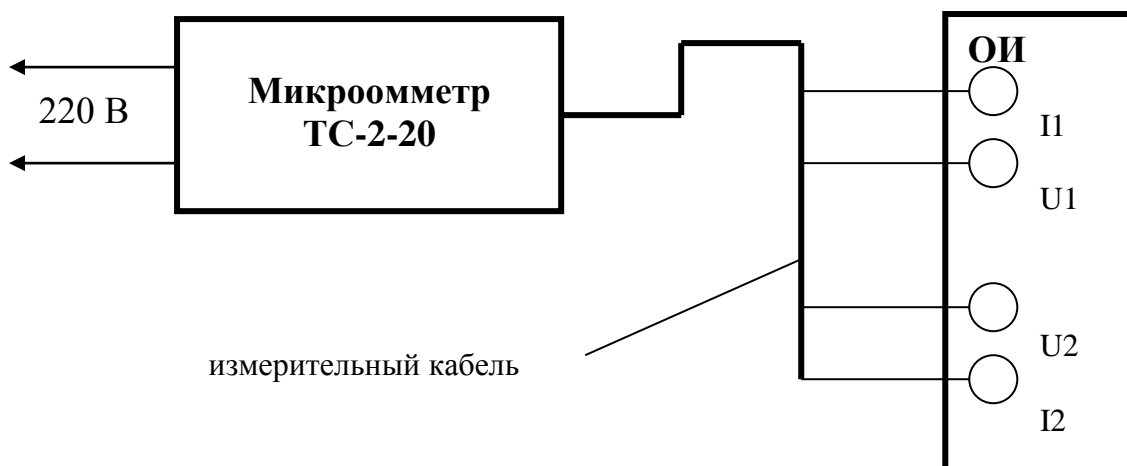 220 В
Микроомметр
ТС-2-20
ОИ
I1
U1
измерительный кабель
U2
I2